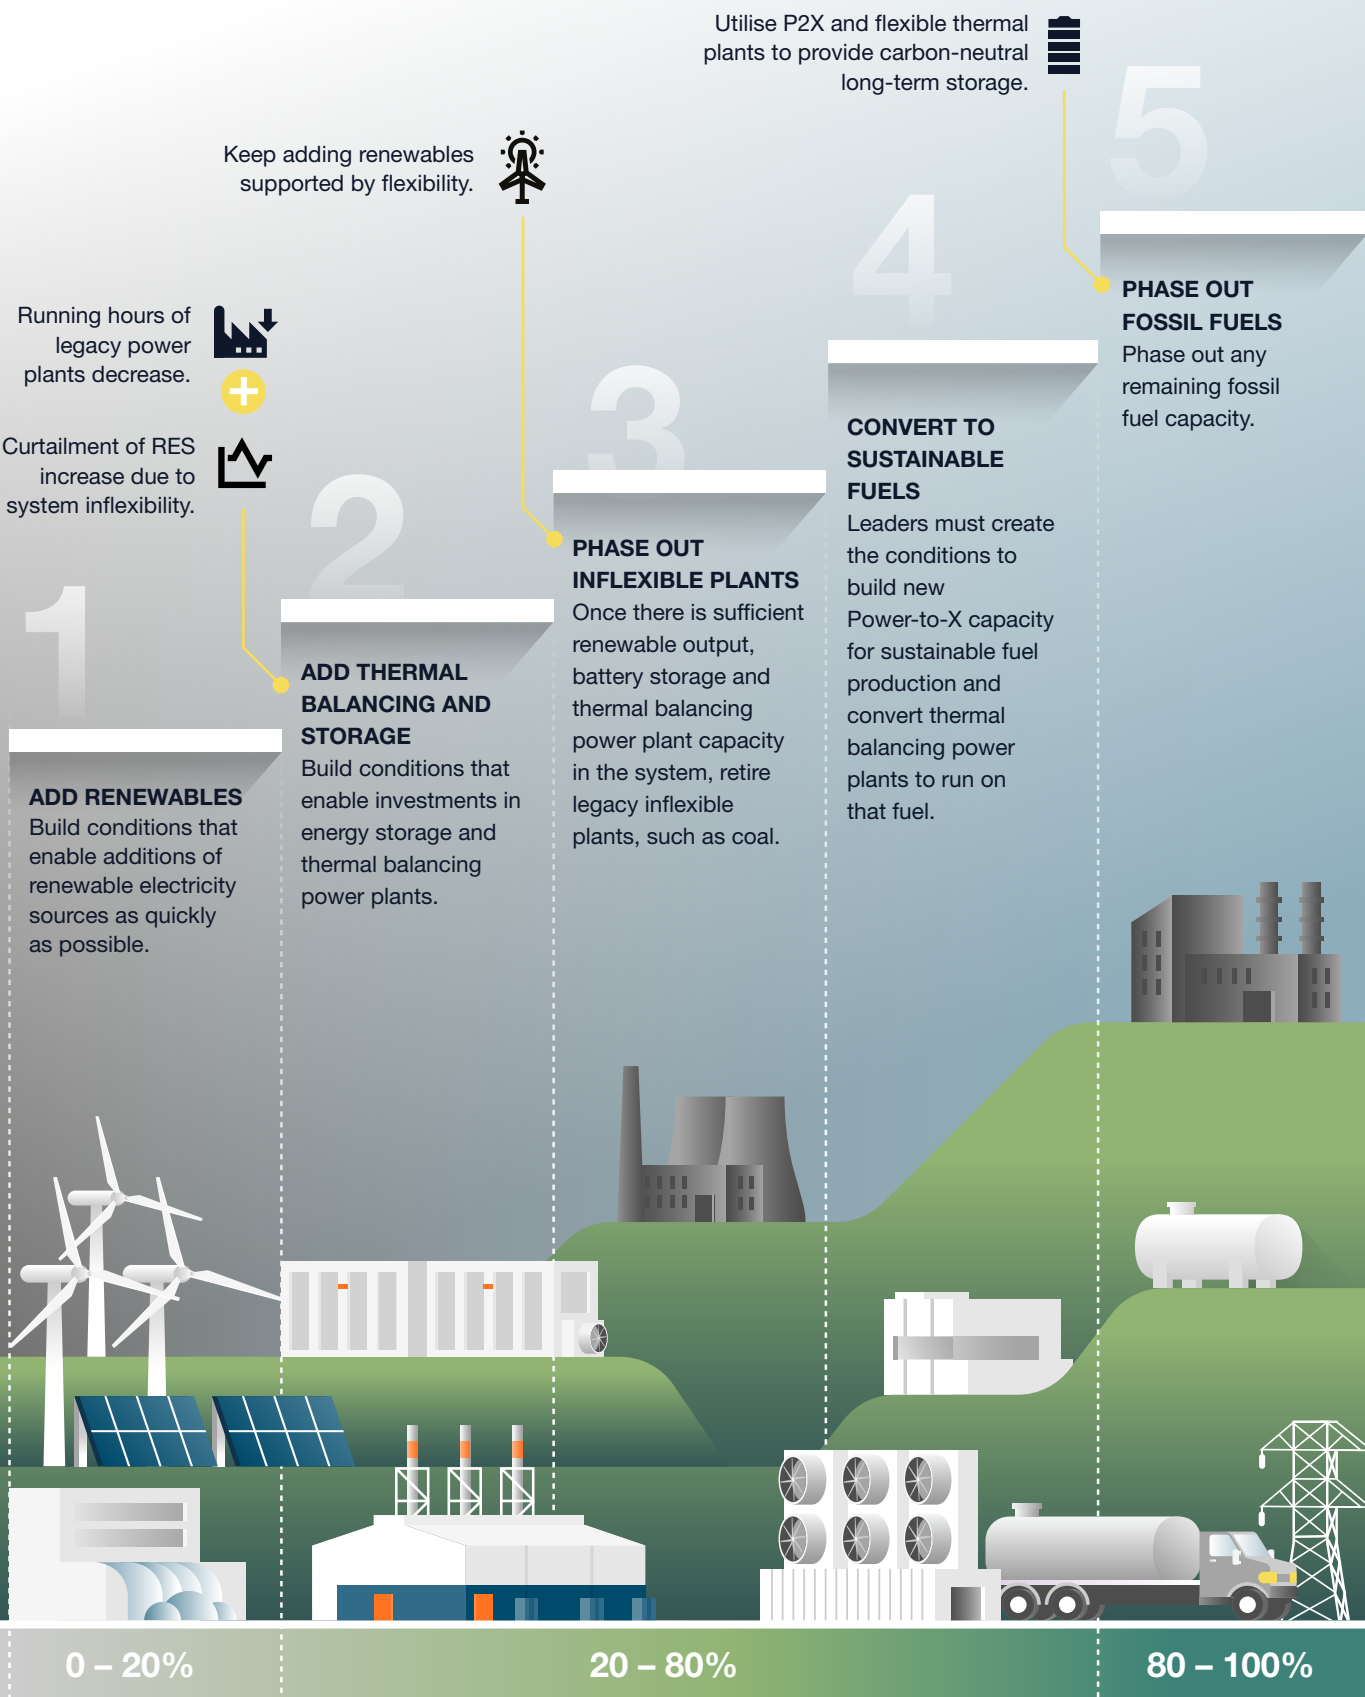 Utilise P2X and flexible thermal
plants to provide carbon-neutral
long-term storage.
Keep adding renewables
supported by flexibility.
Running hours of
legacy power
plants decrease.
Curtailment of RES
increase due to
system inflexibility.
1
ADD RENEWABLES
Build conditions that
enable additions of
renewable electricity
sources as quickly
as possible.
2
ADD THERMAL
BALANCING AND
STORAGE
Build conditions that
enable investments in
energy storage and
thermal balancing
power plants.
3
PHASE OUT
INFLEXIBLE PLANTS
Once there is sufficient
renewable output,
battery storage and
thermal balancing
power plant capacity
in the system, retire
legacy inflexible
plants, such as coal.
4
CONVERT TO
SUSTAINABLE
FUELS
Leaders must create
the conditions to
build new
Power-to-X capacity
for sustainable fuel
production and
convert thermal
balancing power
plants to run on
that fuel.
5
PHASE OUT
FOSSIL FUELS
Phase out any
remaining fossil
fuel capacity.
0 – 20%
20 – 80%
80 – 100%